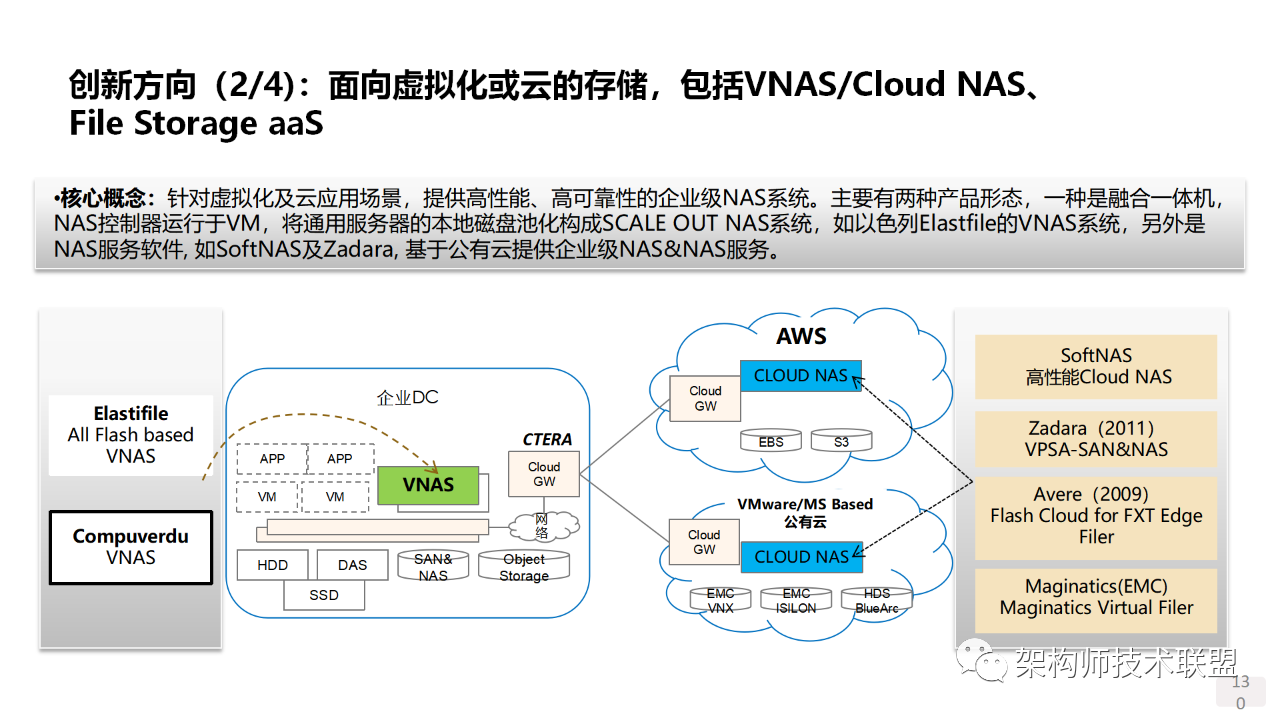 创新方向（2/4)：面向虚拟化或云的存储，包括VNAS/Cloud NAS、
File Storage aaS
•核心概念：针对虚拟化及云应用场景，提供高性能、高可靠性的企业级NAS系统。主要有两种产品形态，一种是融合一体机，
NAS控制器运行于VM，将通用服务器的本地磁盘池化构成SCALE OUT NAS系统，如以色列Elastfile的VNAS系统，另外是
NAS服务软件, 如SoftNAS及Zadara, 基于公有云提供企业级NAS&NAS服务。
Elastifile
All Flash based
VNAS
Compuverdu
VNAS
企业DC
APP
APP
VM
VM
VNAS
CTERA
Cloud
GW
网
络
HDD
DAS
SSD
SAN&
NAS
Object
Storage
AWS
CLOUD NAS
Cloud
GW
EBS
S3
VMware/MS Based
公有云
Cloud
GW
CLOUD NAS
EMC
VNX
EMC
ISILON
HDS
BlueArc
SoftNAS
高性能Cloud NAS
Zadara（2011）
VPSA-SAN&NAS
Avere（2009）
Flash Cloud for FXT Edge
Filer
Maginatics(EMC)
Maginatics Virtual Filer
架构师技术联盟
13
0